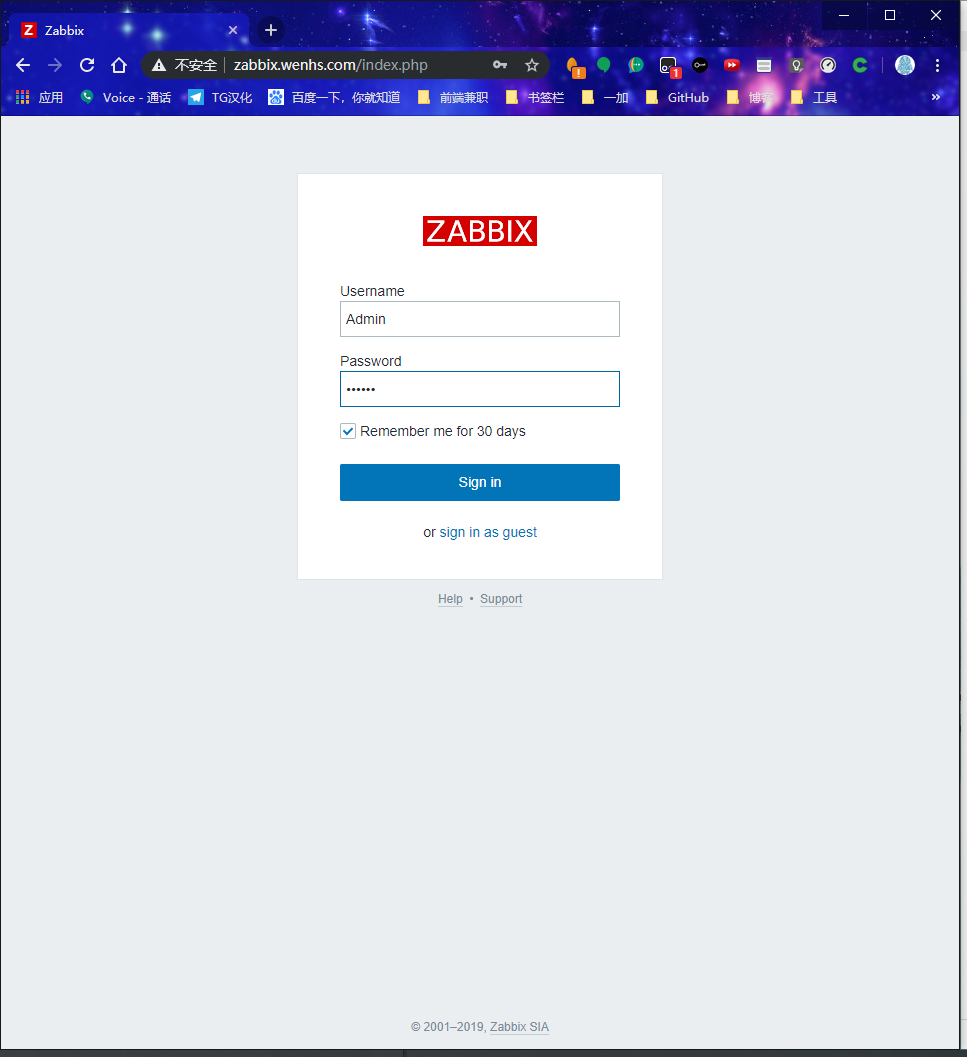 Z Zabbix
不安全 zabbix.wenhs.com/index.php
! 1
应用 Voice - 通话 TG汉化 百度一下，你就知道 前端兼职 书签栏 一加 GitHub 博客 工具 »
ZABBIX
Username
Admin
Password
••••••
Remember me for 30 days
Sign in
or sign in as guest
Help • Support
© 2001–2019, Zabbix SIA